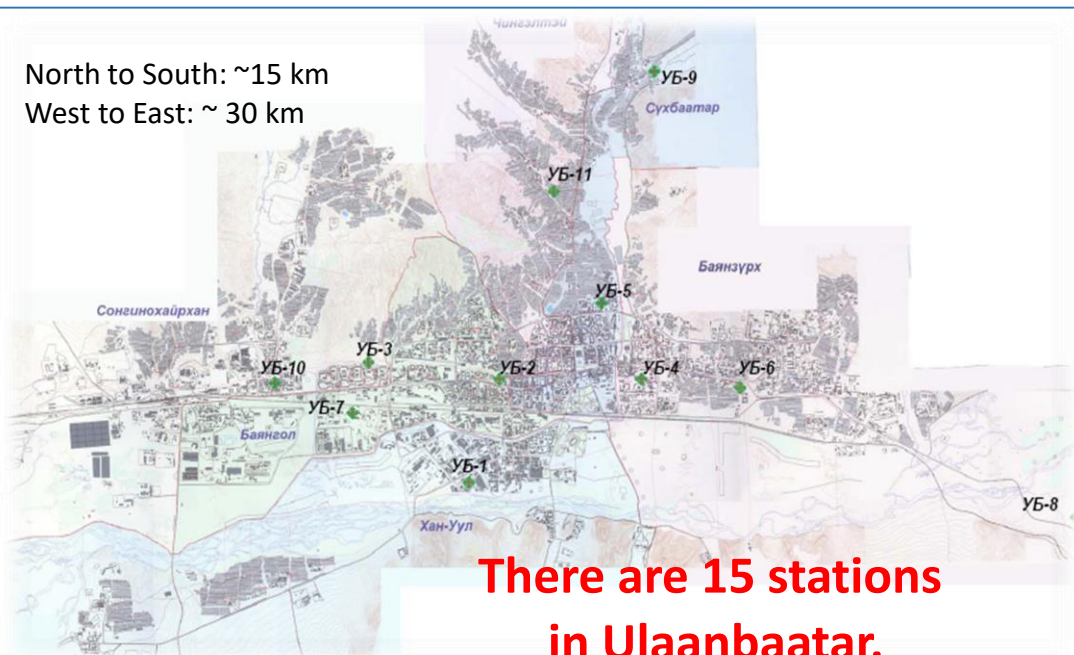 Чингэлтэй
North to South: ~15 km
West to East: ~ 30 km
УБ-9
Сүхбаатар
УБ-11
Баянзүрх
УБ-5
Сонгинохайрхан
УБ-3
УБ-10
УБ-2
УБ-4
УБ-6
УБ-7
Баянгол
УБ-1
УБ-8
Хан-Уул
There are 15 stations
in Ulaanbaatar.